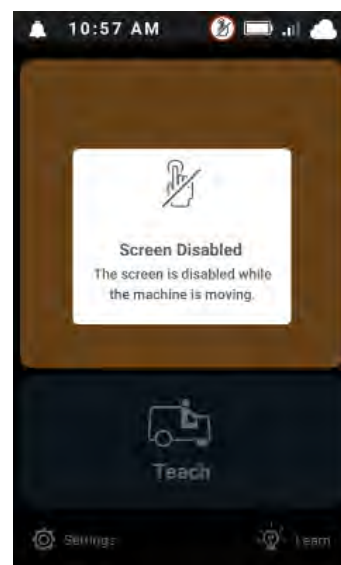 10:57 AM
Screen Disabled
The screen is disabled while
the machine is moving.
Teach
Settings
Learn